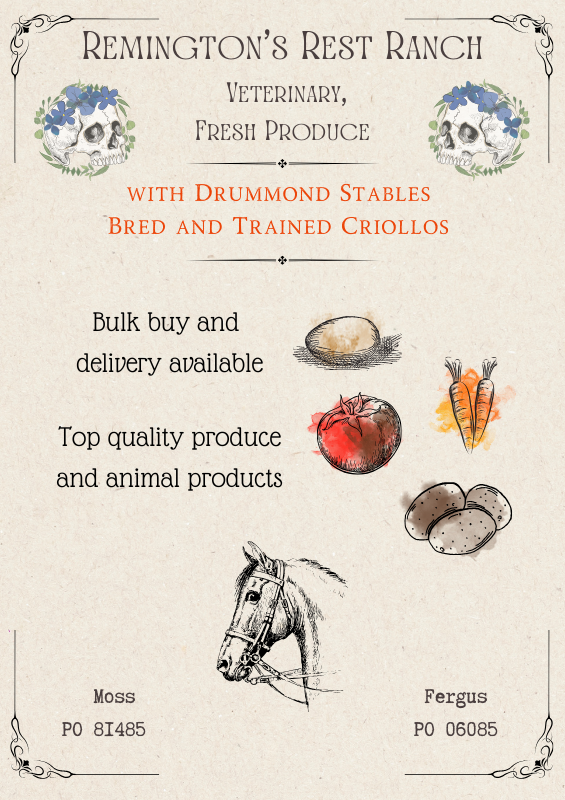 Remington's Rest Ranch
Veterinary,
Fresh Produce
with Drummond Stables
Bred and Trained Criollos
Bulk buy and
delivery available
Top quality produce
and animal products
Moss
PO 81485
Fergus
PO 06085